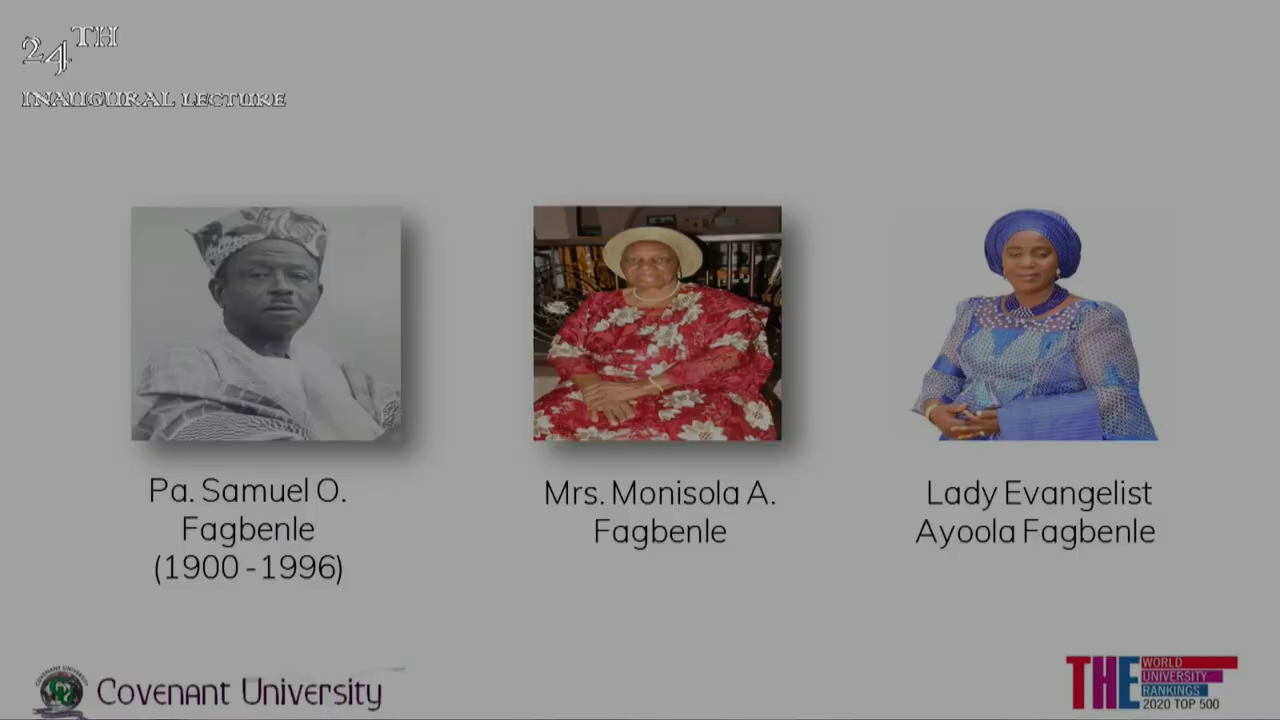 24TH
INAUGURAL LECTURE
Pa. Samuel O.
Fagbenle
(1900 - 1996)
Mrs. Monisola A.
Fagbenle
Lady Evangelist
Ayoola Fagbenle
Covenant University
THE WORLD
UNIVERSITY
RANKINGS
2020 TOP 500